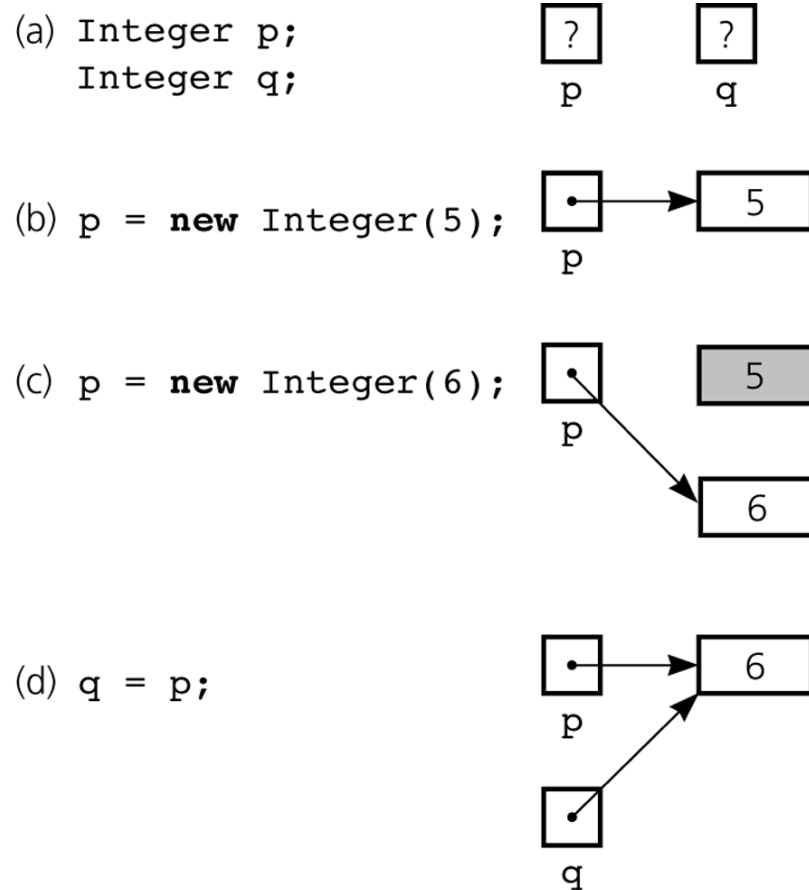 (a) Integer p;
Integer q;
? ?
p q
(b) p = new Integer(5);
5
p
(c) p = new Integer(6);
5
p
6
(d) q = p;
6
p
q